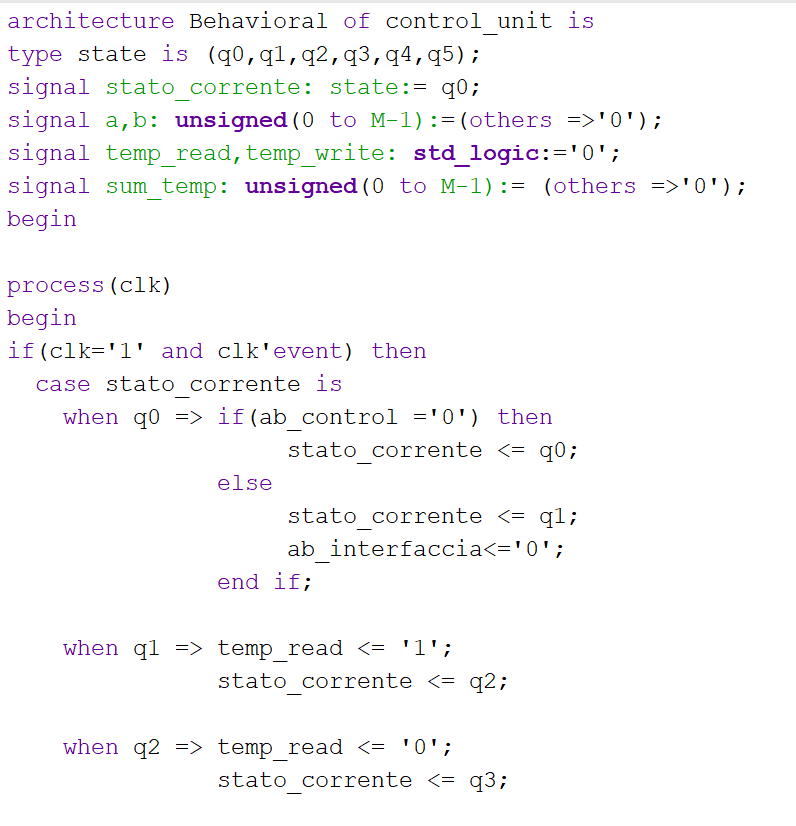 architecture Behavioral of control_unit is
type state is (q0,q1,q2,q3,q4,q5);
signal stato_corrente: state:= q0;
signal a,b: unsigned(0 to M-1):=(others =>'0');
signal temp_read,temp_write: std_logic:='0';
signal sum_temp: unsigned(0 to M-1):= (others =>'0');
begin
process(clk)
begin
if(clk='1' and clk'event) then
case stato_corrente is
when q0 => if(ab_control ='0') then
stato_corrente <= q0;
else
stato_corrente <= q1;
ab_interfaccia<='0';
end if;
when q1 => temp_read <= '1';
stato_corrente <= q2;
when q2 => temp_read <= '0';
stato_corrente <= q3;